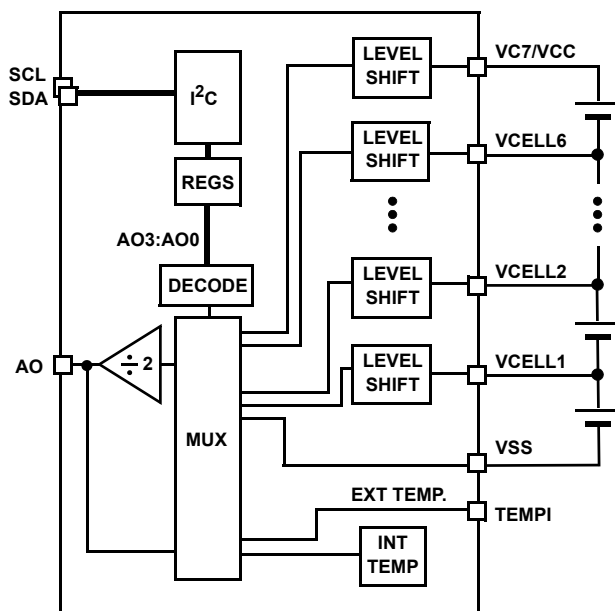 SCL
SDA
I²C
LEVEL
SHIFT
VC7/VCC
REGS
LEVEL
SHIFT
VCELL6
AO3:AO0
DECODE
LEVEL
SHIFT
VCELL2
AO
÷ 2
MUX
LEVEL
SHIFT
VCELL1
VSS
EXT TEMP.
TEMPI
INT
TEMP